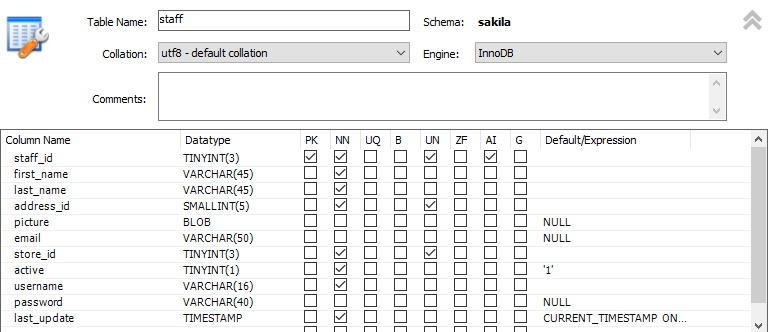 Table Name: staff Schema: sakila
Collation: utf8 - default collation Engine: InnoDB
Comments:
Column Name Datatype PK NN UQ B UN ZF AI G Default/Expression
staff_id TINYINT(3)
first_name VARCHAR(45)
last_name VARCHAR(45)
address_id SMALLINT(5)
picture BLOB NULL
email VARCHAR(50) NULL
store_id TINYINT(3)
active TINYINT(1) '1'
username VARCHAR(16)
password VARCHAR(40) NULL
last_update TIMESTAMP CURRENT_TIMESTAMP ON...